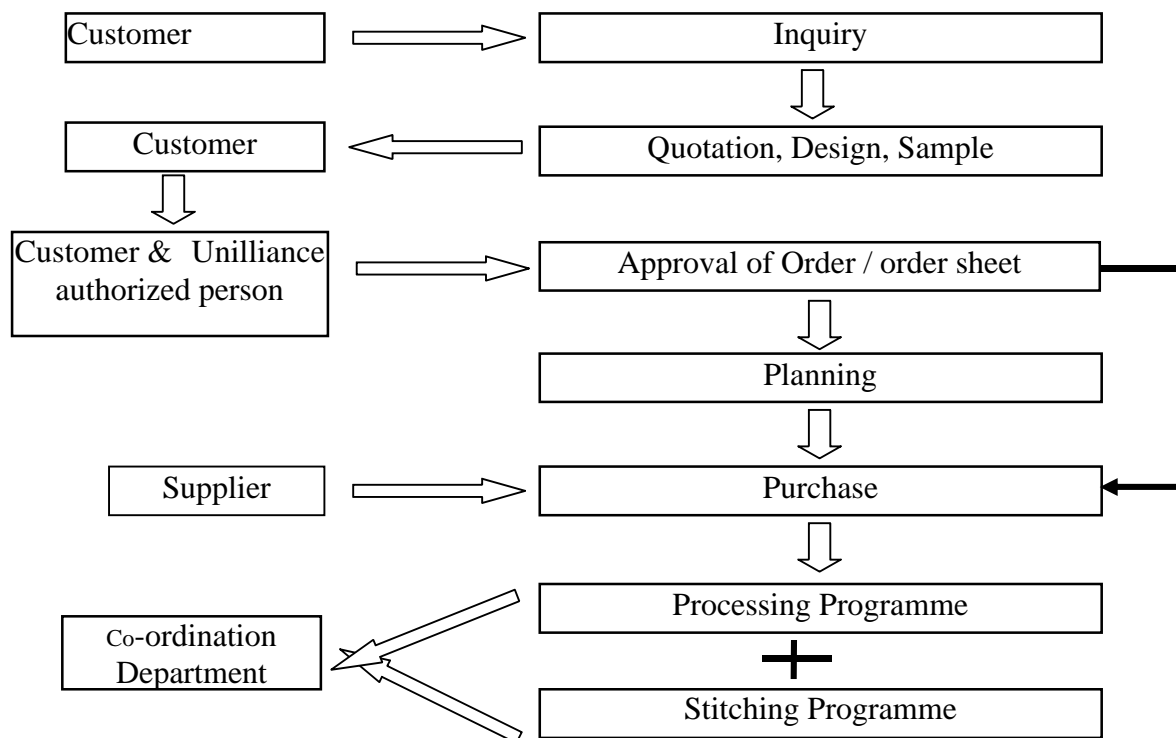 Customer
Inquiry
Customer
Quotation, Design, Sample
Customer & Unilliance
authorized person
Approval of Order / order sheet
Planning
Supplier
Purchase
Processing Programme
Co-ordination
Department
Stitching Programme